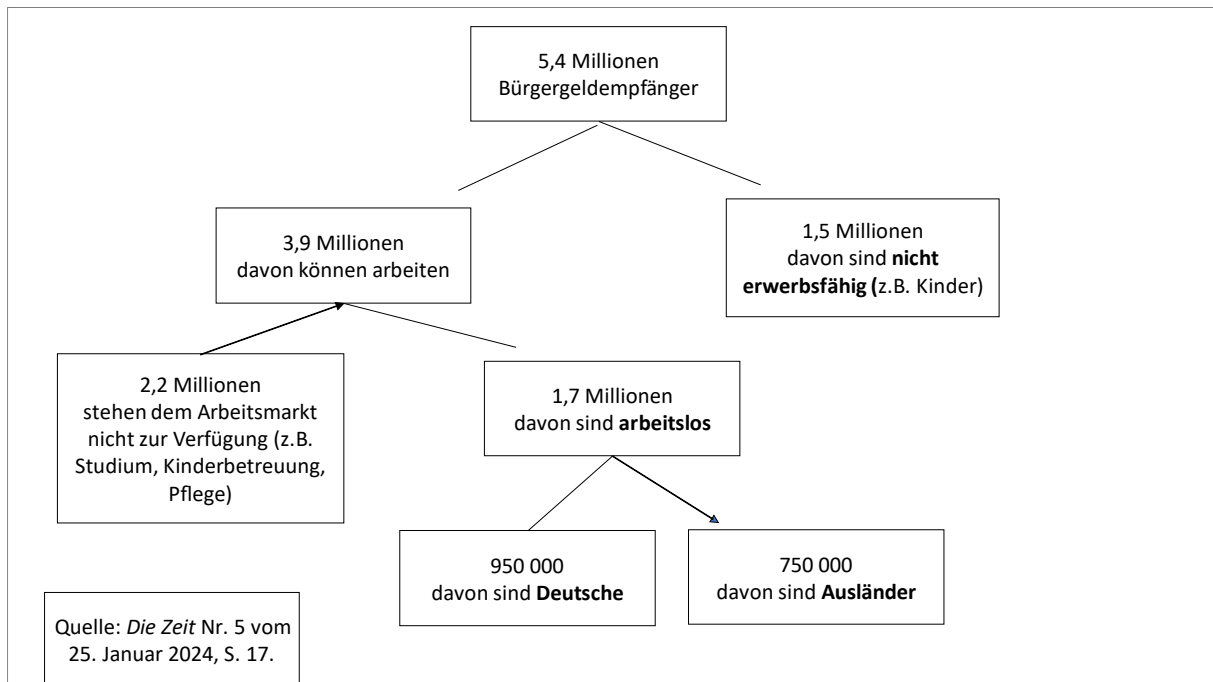 5,4 Millionen
Bürgergeldempfänger
3,9 Millionen
davon können arbeiten
1,5 Millionen
davon sind nicht
erwerbsfähig (z.B. Kinder)
2,2 Millionen
stehen dem Arbeitsmarkt
nicht zur Verfügung (z.B.
Studium, Kinderbetreuung,
Pflege)
1,7 Millionen
davon sind arbeitslos
950 000
davon sind Deutsche
750 000
davon sind Ausländer
Quelle: Die Zeit Nr. 5 vom
25. Januar 2024, S. 17.